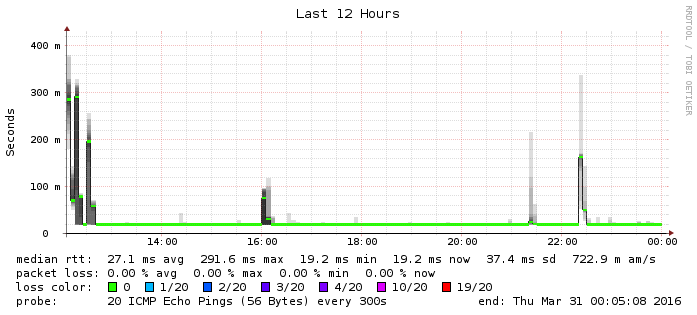 Last 12 Hours
RRDTOOL / TOBI OETIKER
Seconds
400 m
300 m
200 m
100 m
0
14:00 16:00 18:00 20:00 22:00 00:00
median rtt: 27.1 ms avg 291.6 ms max 19.2 ms min 19.2 ms now 37.4 ms sd 722.9 m am/s
packet loss: 0.00 % avg 0.00 % max 0.00 % min 0.00 % now
loss color: 0 1/20 2/20 3/20 4/20 10/20 19/20
probe: 20 ICMP Echo Pings (56 Bytes) every 300s end: Thu Mar 31 00:05:08 2016